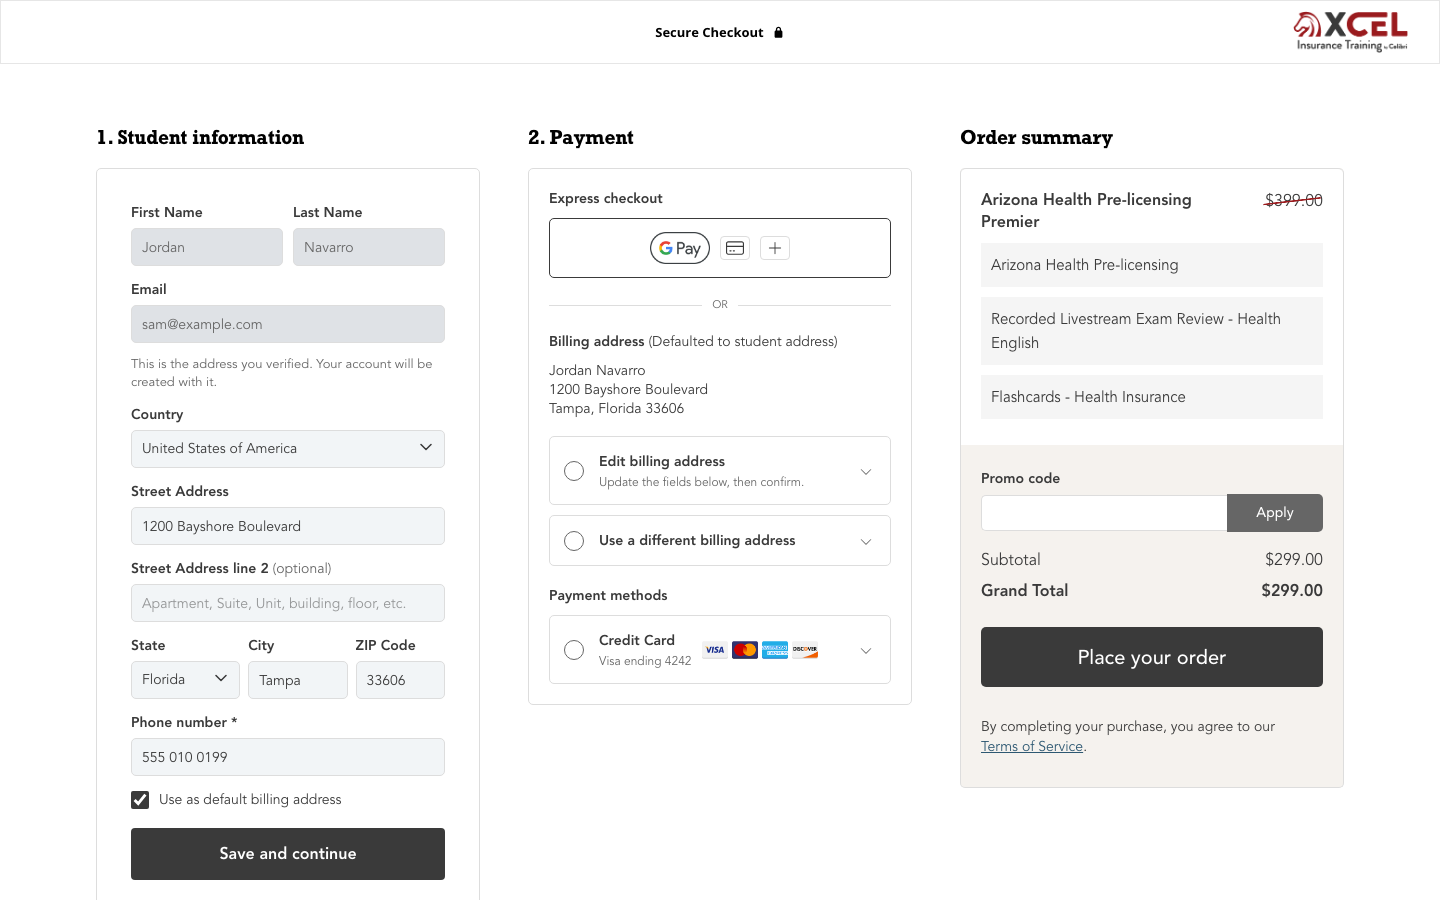 Secure Checkout
XCEL
Insurance Training by Colibri
1. Student information
First Name
Last Name
Jordan
Navarro
Email
sam@example.com
This is the address you verified. Your account will be
created with it.
Country
United States of America
Street Address
1200 Bayshore Boulevard
Street Address line 2 (optional)
Apartment, Suite, Unit, building, floor, etc.
State
City
ZIP Code
Florida
Tampa
33606
Phone number *
555 010 0199
Use as default billing address
Save and continue
2. Payment
Express checkout
G Pay
OR
Billing address (Defaulted to student address)
Jordan Navarro
1200 Bayshore Boulevard
Tampa, Florida 33606
Edit billing address
Update the fields below, then confirm.
Use a different billing address
Payment methods
Credit Card
Visa ending 4242
VISA
DISCOVER
Order summary
Arizona Health Pre-licensing
Premier
$399.00
Arizona Health Pre-licensing
Recorded Livestream Exam Review - Health
English
Flashcards - Health Insurance
Promo code
Apply
Subtotal
$299.00
Grand Total
$299.00
Place your order
By completing your purchase, you agree to our
Terms of Service.